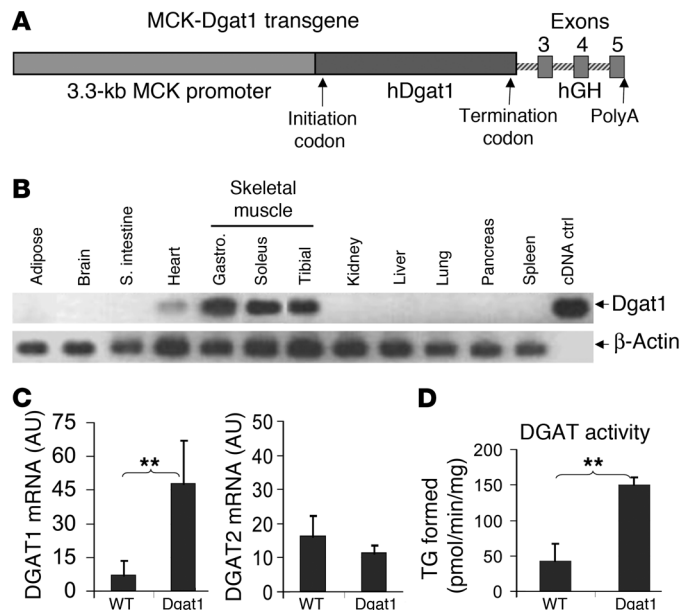 A
MCK-Dgat1 transgene
Exons
3 4 5
3.3-kb MCK promoter
hDgat1
hGH
Initiation
codon
Termination
codon
PolyA
B
Skeletal
muscle
Adipose
Brain
S. intestine
Heart
Gastro.
Soleus
Tibial
Kidney
Liver
Lung
Pancreas
Spleen
cDNA ctrl
Dgat1
β-Actin
C
DGAT1 mRNA (AU)
75
60
45
30
15
0
**
WT Dgat1
DGAT2 mRNA (AU)
50
40
30
20
10
0
WT Dgat1
D
DGAT activity
TG formed
(pmol/min/mg)
200
150
100
50
0
**
WT Dgat1